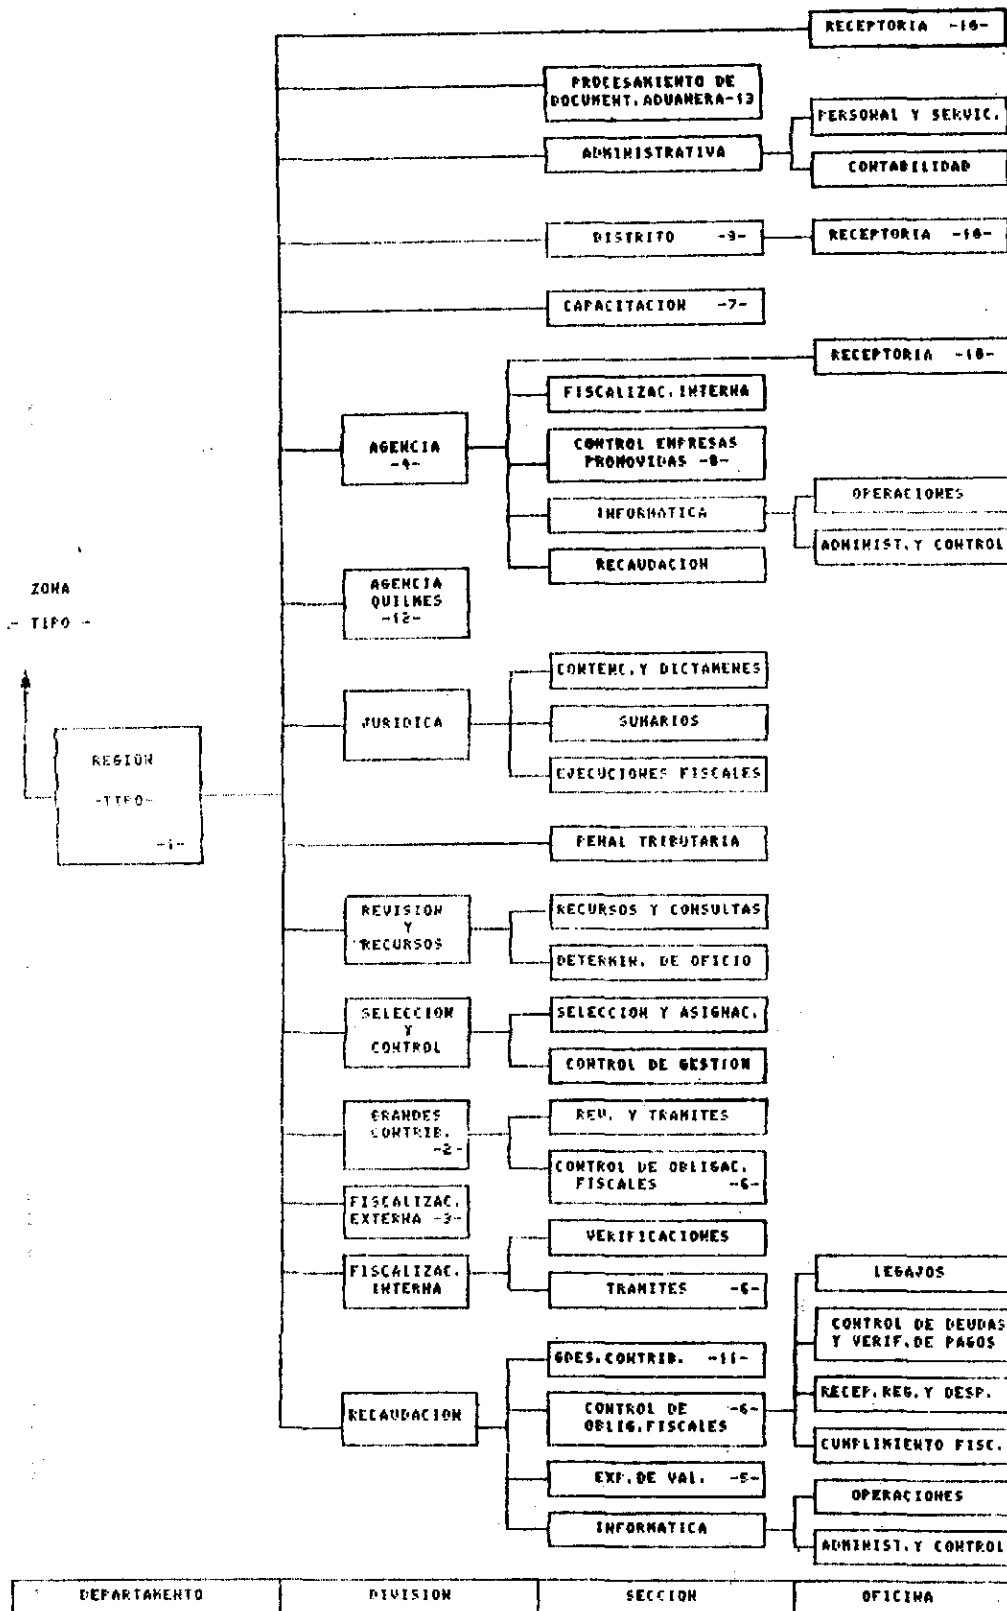 RECEPTORIA -10-
PROCESAMIENTO DE
DOCUMENT.ADUANERA-13
ADMINISTRATIVA
PERSONAL Y SERVIC.
CONTABILIDAD
DISTRITO -9-
RECEPTORIA -10-
CAPACITACION -7-
RECEPTORIA -10-
FISCALIZAC.INTERNA
AGENCIA
-4-
CONTROL EMPRESAS
PROMOVIDAS -8-
INFORMATICA
OPERACIONES
ADMINIST.Y CONTROL
RECAUDACION
ZONA
- TIPO -
AGENCIA
QUILMES
-12-
CONTENC.Y DICTAMENES
JURIDICA
SUMARIOS
EJECUCIONES FISCALES
REGION
-TIPO-
-1-
PENAL TRIBUTARIA
REVISION
Y
RECURSOS
RECURSOS Y CONSULTAS
DETERMIN. DE OFICIO
SELECCION
Y
CONTROL
SELECCION Y ASIGNAC.
CONTROL DE GESTION
GRANDES
CONTRIB.
-2-
REV. Y TRAMITES
CONTROL DE OBLIGAC.
FISCALES -6-
FISCALIZAC.
EXTERNA -3-
FISCALIZAC.
INTERNA
VERIFICACIONES
TRAMITES -6-
RECAUDACION
GDES.CONTRIB. -11-
CONTROL DE -6-
OBLIG.FISCALES
LEGAJOS
CONTROL DE DEUDAS
Y VERIF.DE PAGOS
RECEP.REG.Y DESP.
CUMPLIMIENTO FISC.
EXP.DE VAL. -5-
INFORMATICA
OPERACIONES
ADMINIST.Y CONTROL
DEPARTAMENTO DIVISION SECCION OFICINA